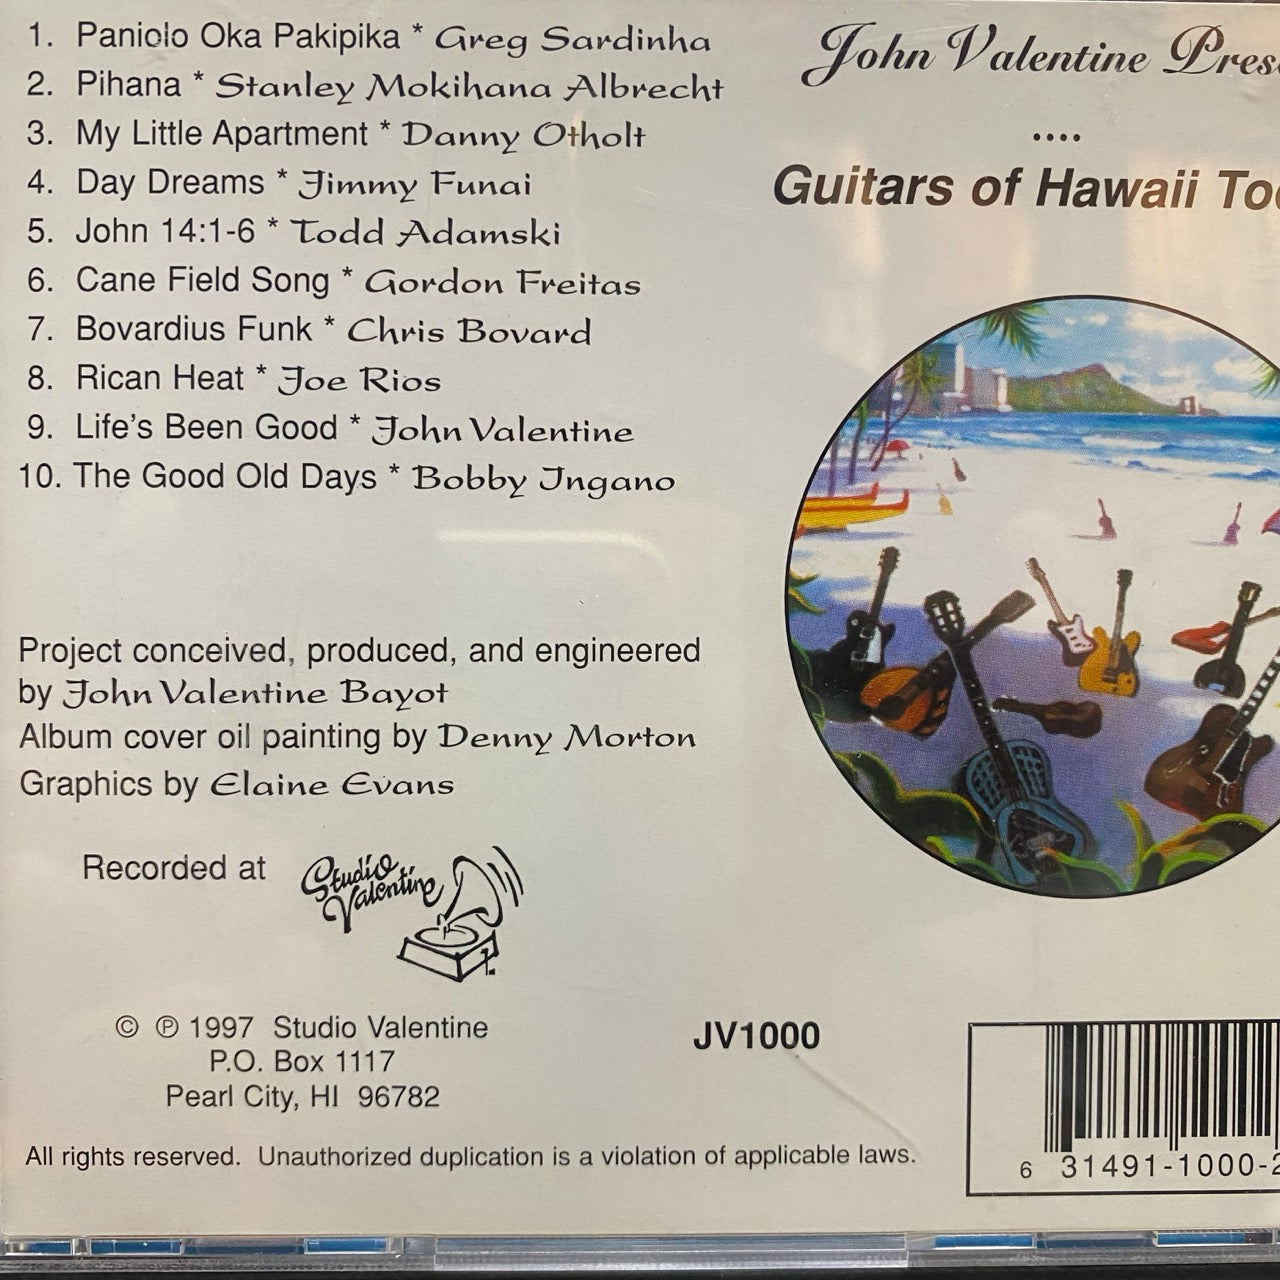 1. Paniolo Oka Pakipika * Greg Sardinha
2. Pihana * Stanley Mokihana Albrecht
3. My Little Apartment * Danny Otholt
4. Day Dreams * Jimmy Funai
5. John 14:1-6 * Todd Adamski
6. Cane Field Song * Gordon Freitas
7. Bovardius Funk * Chris Bovard
8. Rican Heat * Joe Rios
9. Life's Been Good * John Valentine
10. The Good Old Days * Bobby Ingano
John Valentine Pres
....
Guitars of Hawaii To
Project conceived, produced, and engineered
by John Valentine Bayot
Album cover oil painting by Denny Morton
Graphics by Elaine Evans
Recorded at
Studio
Valentine
© ℗ 1997 Studio Valentine
P.O. Box 1117
Pearl City, HI 96782
JV1000
All rights reserved. Unauthorized duplication is a violation of applicable laws.
6 31491-1000-2